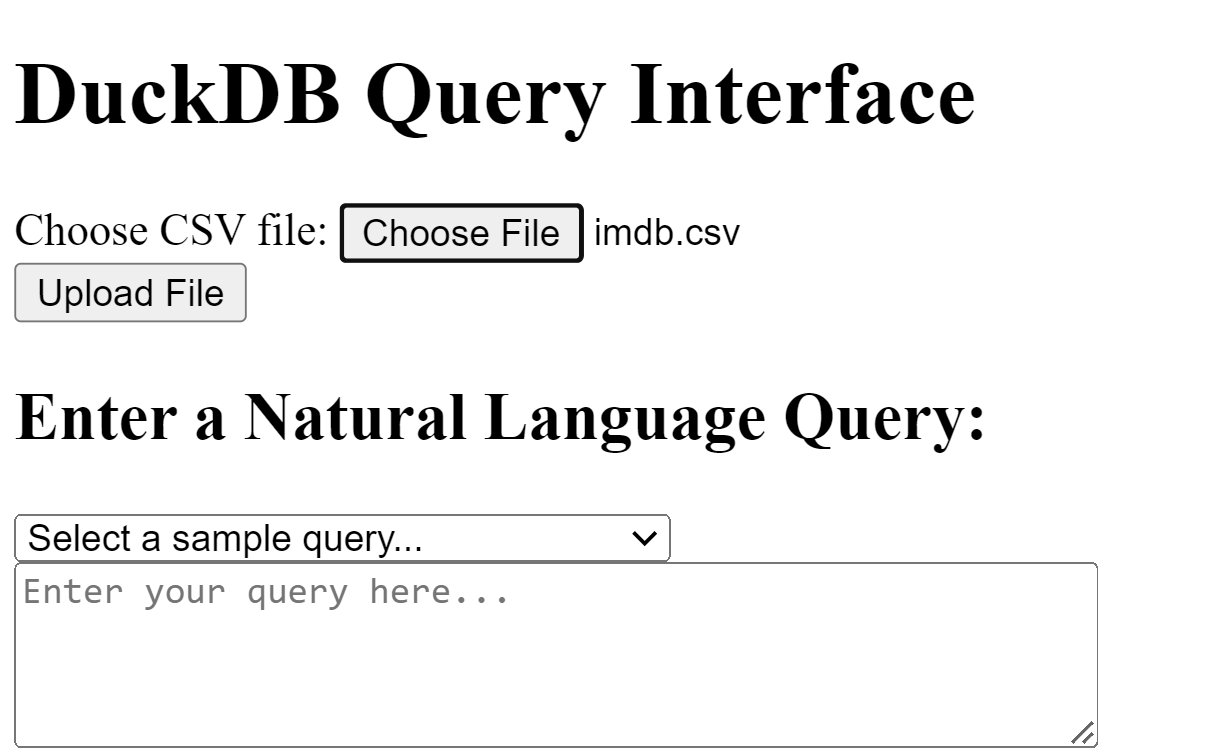 DuckDB Query Interface
Choose CSV file: Choose File imdb.csv
Upload File
Enter a Natural Language Query:
Select a sample query...
Enter your query here...